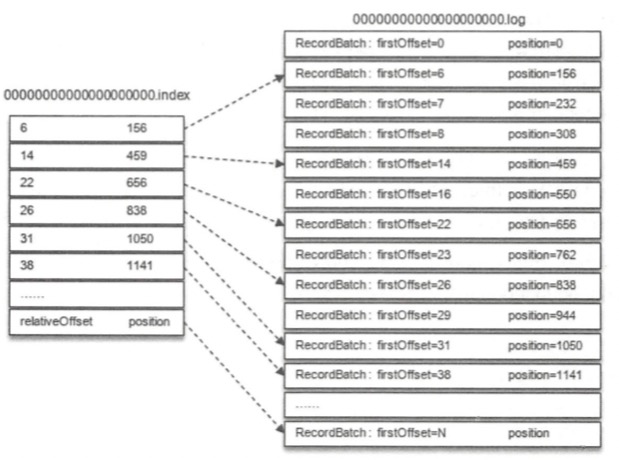 00000000000000000000.log
RecordBatch: firstOffset=0 position=0
RecordBatch: firstOffset=6 position=156
RecordBatch: firstOffset=7 position=232
RecordBatch: firstOffset=8 position=308
RecordBatch: firstOffset=14 position=459
RecordBatch: firstOffset=16 position=550
RecordBatch: firstOffset=22 position=656
RecordBatch: firstOffset=23 position=762
RecordBatch: firstOffset=26 position=838
RecordBatch: firstOffset=29 position=944
RecordBatch: firstOffset=31 position=1050
RecordBatch: firstOffset=38 position=1141
......
RecordBatch: firstOffset=N position
00000000000000000000.index
6 156
14 459
22 656
26 838
31 1050
38 1141
......
relativeOffset position